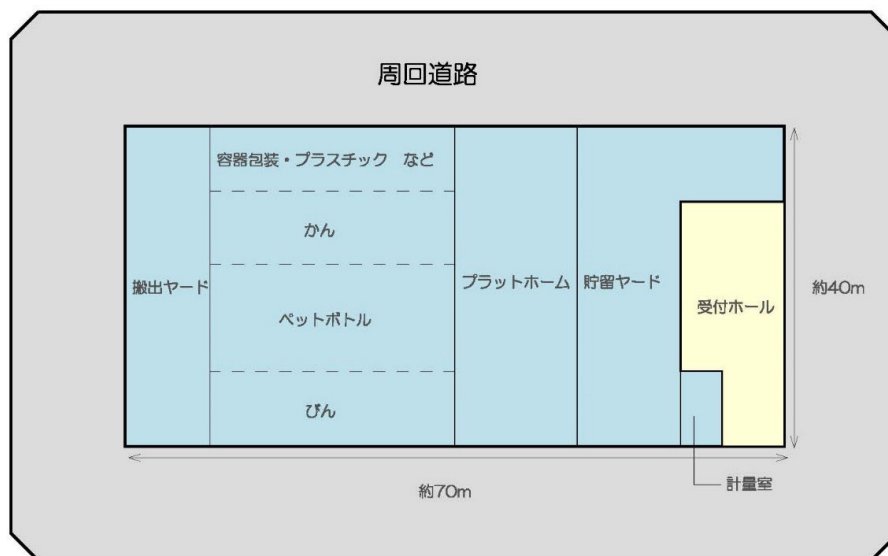 周回道路
容器包装・プラスチック など
かん
搬出ヤード
プラットホーム
貯留ヤード
受付ホール
約40m
ペットボトル
びん
約70m
計量室